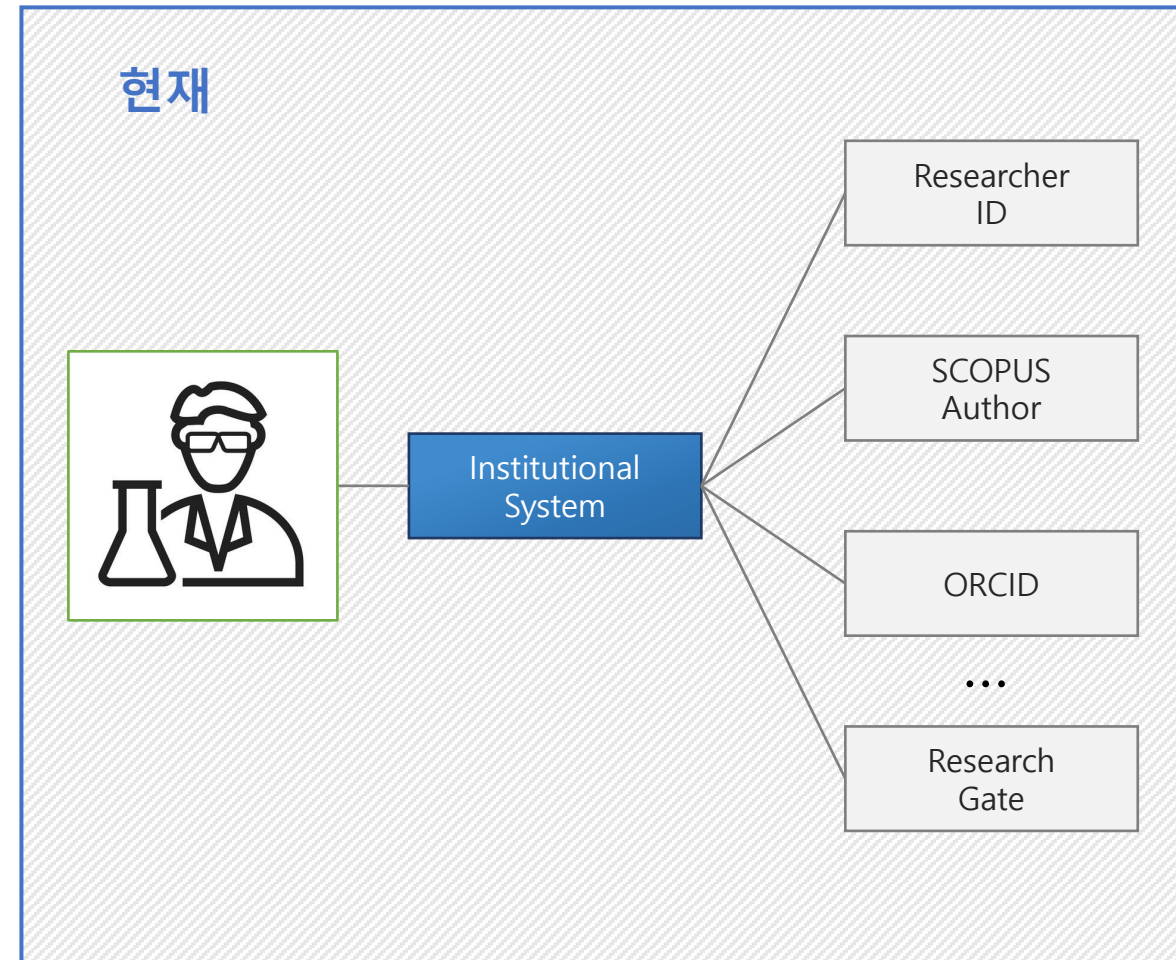 현재
Researcher
ID
SCOPUS
Author
Institutional
System
ORCID
...
Research
Gate